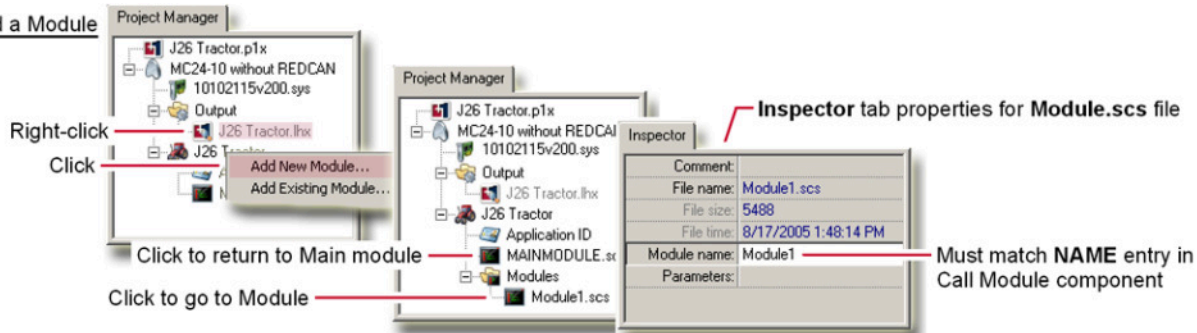 a Module
Project Manager
J26 Tractor.p1x
MC24-10 without REDCAN
10102115v200.sys
Output
Right-click
J26 Tractor.lhx
Click
J26
Add New Module...
Add Existing Module...
Project Manager
J26 Tractor.p1x
MC24-10 without REDCAN
10102115v200.sys
Output
J26 Tractor.lhx
J26 Tractor
Application ID
Click to return to Main module
MAINMODULE.sc
Modules
Click to go to Module
Module1.scs
Inspector tab properties for Module.scs file
Inspector
Comment:
File name: Module1.scs
File size: 5488
File time: 8/17/2005 1:48:14 PM
Module name: Module1
Parameters:
Must match NAME entry in
Call Module component